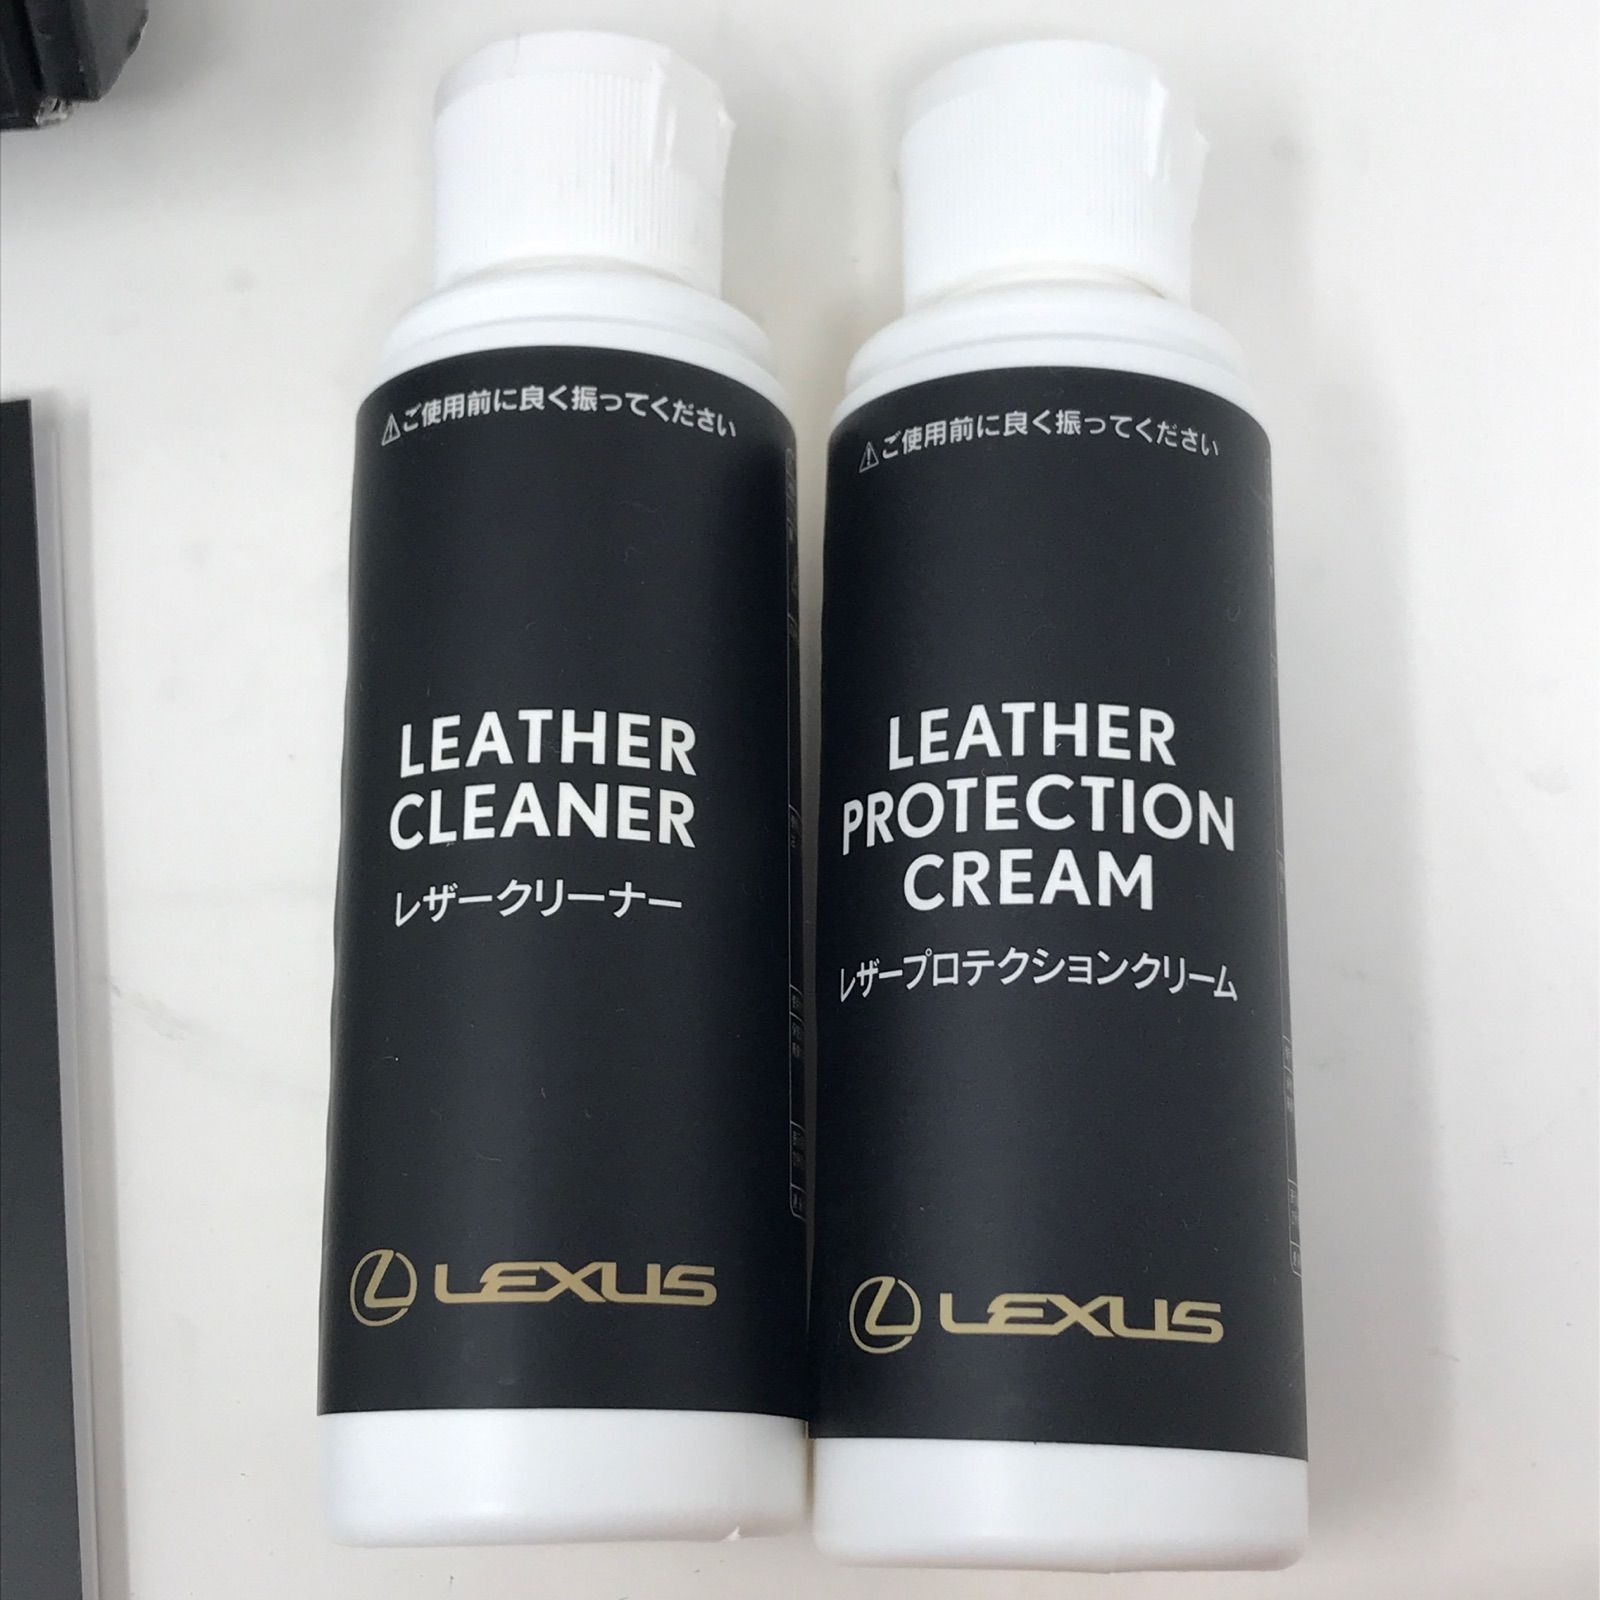 ⚠ご使用前に良く振ってください
LEATHER
CLEANER
レザークリーナー
LEXUS
⚠ご使用前に良く振ってください
LEATHER
PROTECTION
CREAM
レザープロテクションクリーム
LEXUS